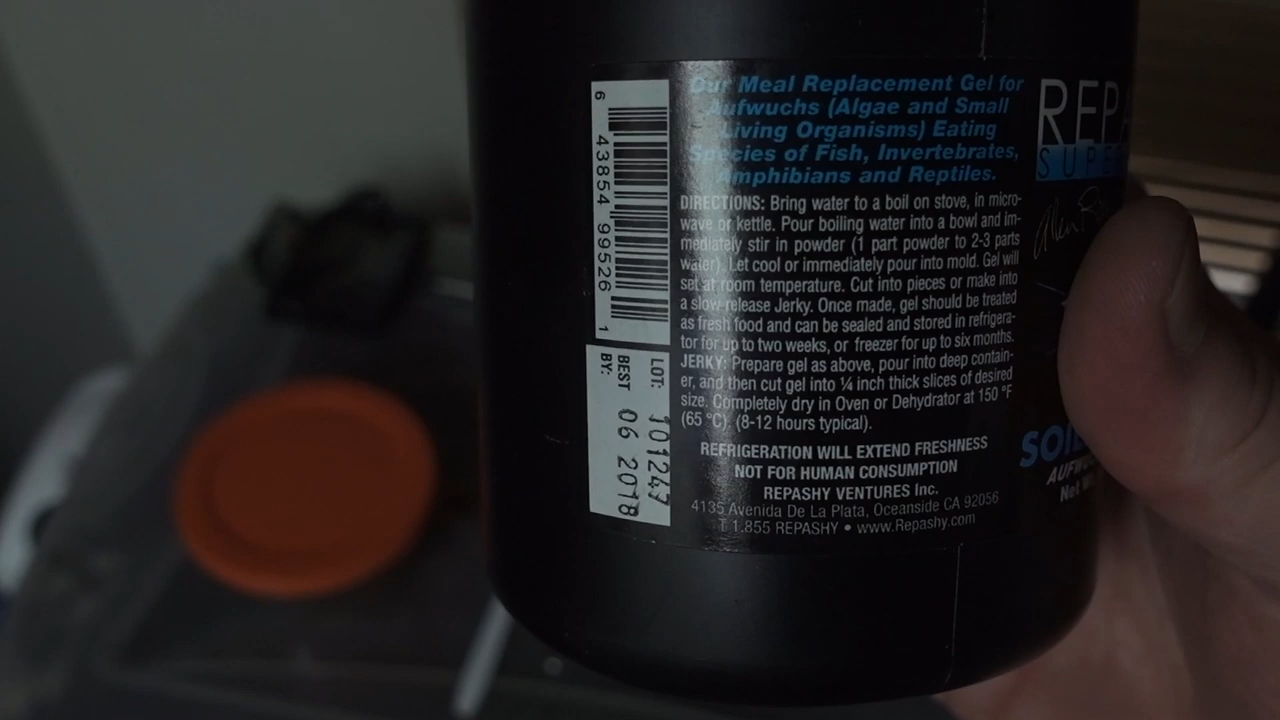 Our Meal Replacement Gel for
Aufwuchs (Algae and Small
Living Organisms) Eating
Species of Fish, Invertebrates,
Amphibians and Reptiles.
DIRECTIONS: Bring water to a boil on stove, in micro-
wave or kettle. Pour boiling water into a bowl and im-
mediately stir in powder (1 part powder to 2-3 parts
water). Let cool or immediately pour into mold. Gel will
set at room temperature. Cut into pieces or make into
a slow release Jerky. Once made, gel should be treated
as fresh food and can be sealed and stored in refrigera-
tor for up to two weeks, or freezer for up to six months.
JERKY: Prepare gel as above, pour into deep contain-
er, and then cut gel into ¼ inch thick slices of desired
size. Completely dry in Oven or Dehydrator at 150 °F
(65 °C). (8-12 hours typical).
REFRIGERATION WILL EXTEND FRESHNESS
NOT FOR HUMAN CONSUMPTION
REPASHY VENTURES Inc.
4135 Avenida De La Plata, Oceanside CA 92056
T 1.855 REPASHY • www.Repashy.com
6 43854 99526 1
LOT: 101247
BEST BY: 06 2018
REPA
SUPE
Allen
SOIL
AUFWU
Net W